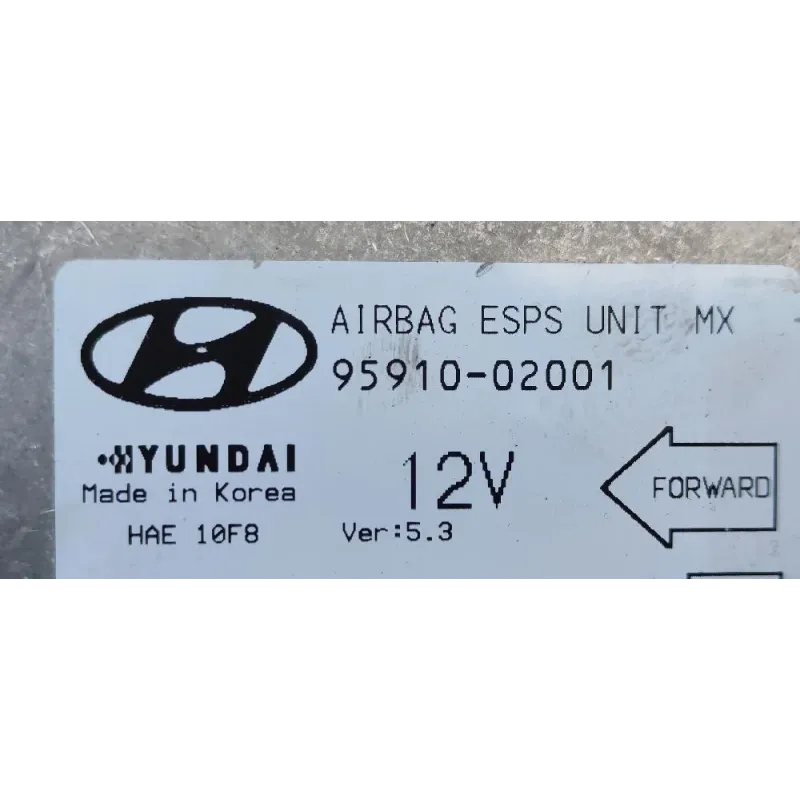 AIRBAG ESPS UNIT MX
95910-02001
HYUNDAI
Made in Korea
12V
FORWARD
HAE 10F8
Ver:5.3